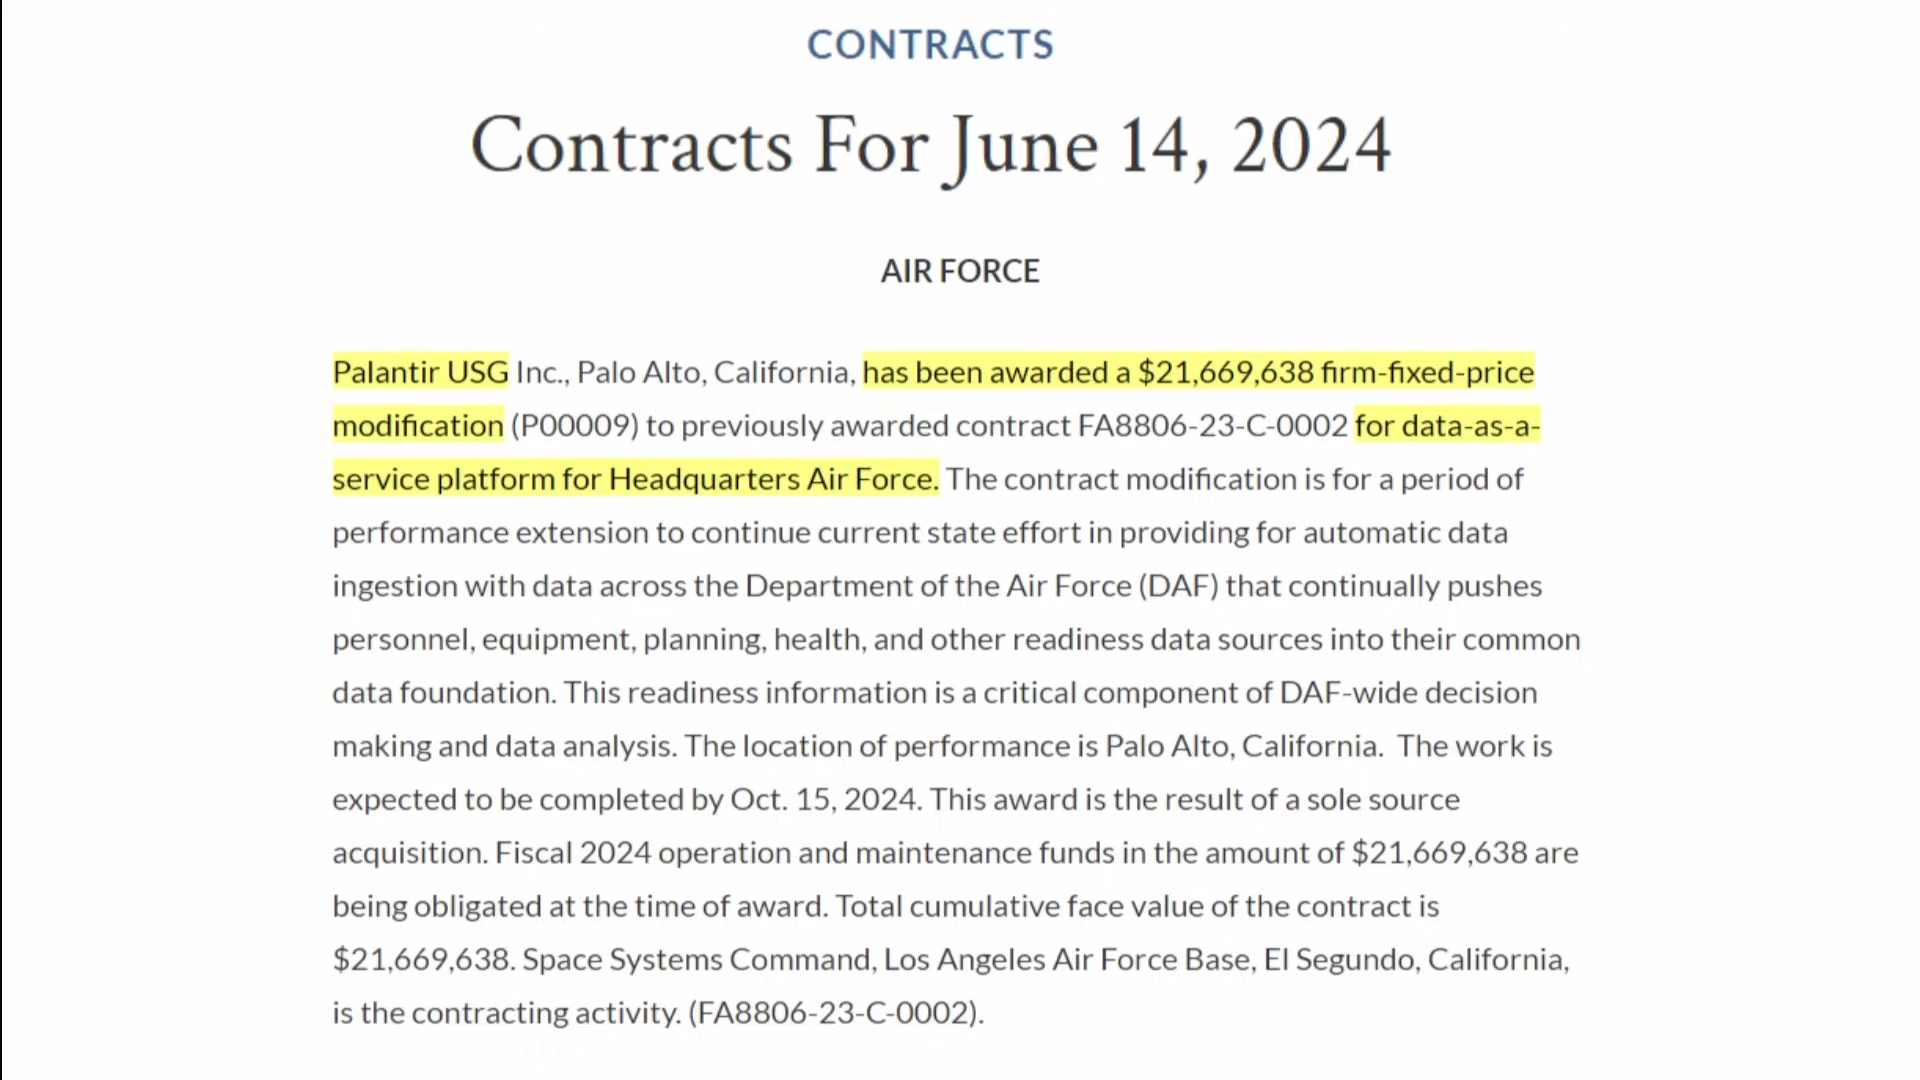 CONTRACTS
Contracts For June 14, 2024
AIR FORCE
Palantir USG Inc., Palo Alto, California, has been awarded a $21,669,638 firm-fixed-price
modification (P00009) to previously awarded contract FA8806-23-C-0002 for data-as-a-
service platform for Headquarters Air Force. The contract modification is for a period of
performance extension to continue current state effort in providing for automatic data
ingestion with data across the Department of the Air Force (DAF) that continually pushes
personnel, equipment, planning, health, and other readiness data sources into their common
data foundation. This readiness information is a critical component of DAF-wide decision
making and data analysis. The location of performance is Palo Alto, California. The work is
expected to be completed by Oct. 15, 2024. This award is the result of a sole source
acquisition. Fiscal 2024 operation and maintenance funds in the amount of $21,669,638 are
being obligated at the time of award. Total cumulative face value of the contract is
$21,669,638. Space Systems Command, Los Angeles Air Force Base, El Segundo, California,
is the contracting activity. (FA8806-23-C-0002).